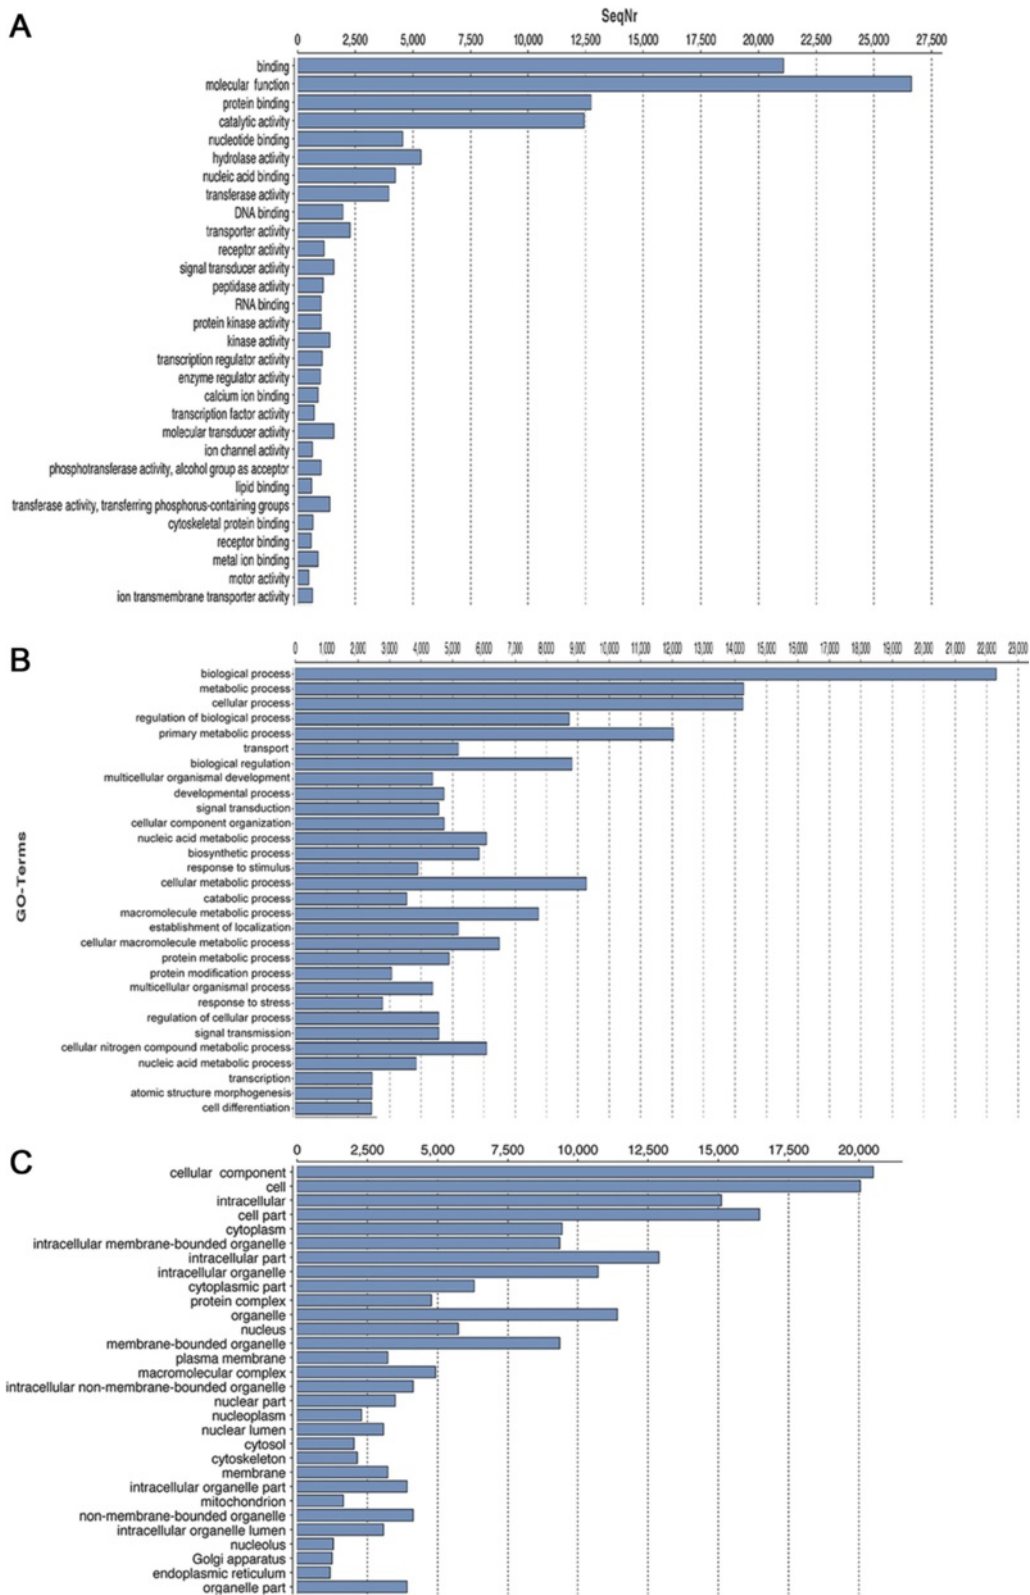 A
SeqNr
0 2,500 5,000 7,500 10,000 12,500 15,000 17,500 20,000 22,500 25,000 27,500
binding
molecular function
protein binding
catalytic activity
nucleotide binding
hydrolase activity
nucleic acid binding
transferase activity
DNA binding
transporter activity
receptor activity
signal transducer activity
peptidase activity
RNA binding
protein kinase activity
kinase activity
transcription regulator activity
enzyme regulator activity
calcium ion binding
transcription factor activity
molecular transducer activity
ion channel activity
phosphotransferase activity, alcohol group as acceptor
lipid binding
transferase activity, transferring phosphorus-containing groups
cytoskeletal protein binding
receptor binding
metal ion binding
motor activity
ion transmembrane transporter activity
B
0 1,000 2,000 3,000 4,000 5,000 6,000 7,000 8,000 9,000 10,000 11,000 12,000 13,000 14,000 15,000 16,000 17,000 18,000 19,000 20,000 21,000 22,000 23,000
GO-Terms
biological process
metabolic process
cellular process
regulation of biological process
primary metabolic process
transport
biological regulation
multicellular organismal development
developmental process
signal transduction
cellular component organization
nucleic acid metabolic process
biosynthetic process
response to stimulus
cellular metabolic process
catabolic process
macromolecule metabolic process
establishment of localization
cellular macromolecule metabolic process
protein metabolic process
protein modification process
multicellular organismal process
response to stress
regulation of cellular process
signal transmission
cellular nitrogen compound metabolic process
nucleic acid metabolic process
transcription
atomic structure morphogenesis
cell differentiation
C
0 2,500 5,000 7,500 10,000 12,500 15,000 17,500 20,000
cellular component
cell
intracellular
cell part
cytoplasm
intracellular membrane-bounded organelle
intracellular part
intracellular organelle
cytoplasmic part
protein complex
organelle
nucleus
membrane-bounded organelle
plasma membrane
macromolecular complex
intracellular non-membrane-bounded organelle
nuclear part
nucleoplasm
nuclear lumen
cytosol
cytoskeleton
membrane
intracellular organelle part
mitochondrion
non-membrane-bounded organelle
intracellular organelle lumen
nucleolus
Golgi apparatus
endoplasmic reticulum
organelle part